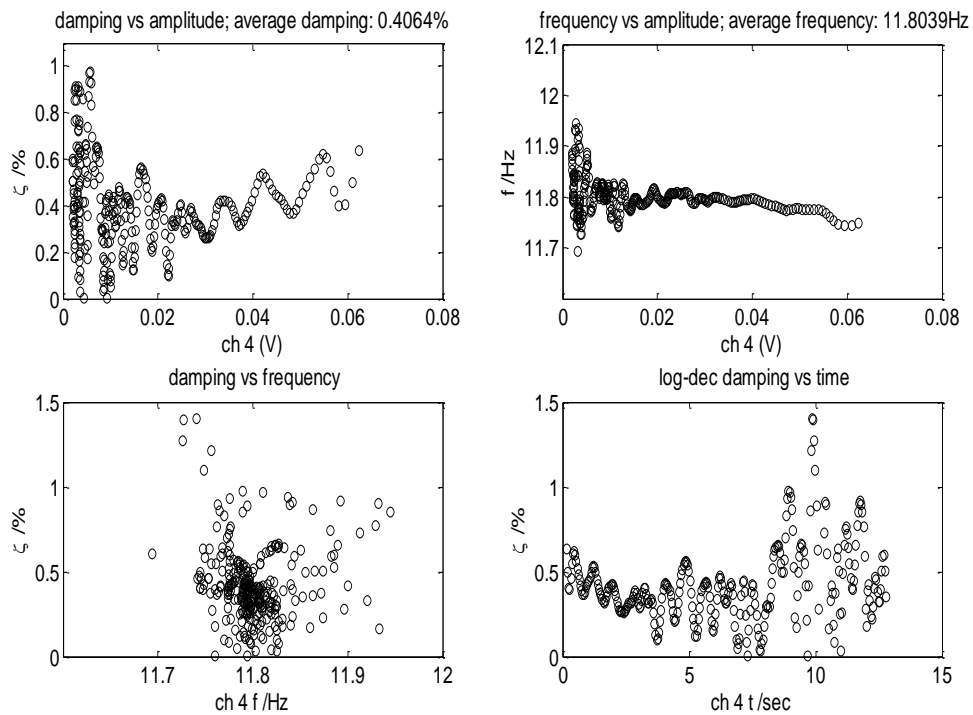 damping vs amplitude; average damping: 0.4064%
1
0.8
0.6
0.4
0.2
0
ζ /%
0 0.02 0.04 0.06 0.08
ch 4 (V)
frequency vs amplitude; average frequency: 11.8039Hz
12.1
12
11.9
11.8
11.7
f /Hz
0 0.02 0.04 0.06 0.08
ch 4 (V)
damping vs frequency
1.5
1
0.5
0
ζ /%
11.7 11.8 11.9 12
ch 4 f /Hz
log-dec damping vs time
1.5
1
0.5
0
ζ /%
0 5 10 15
ch 4 t /sec